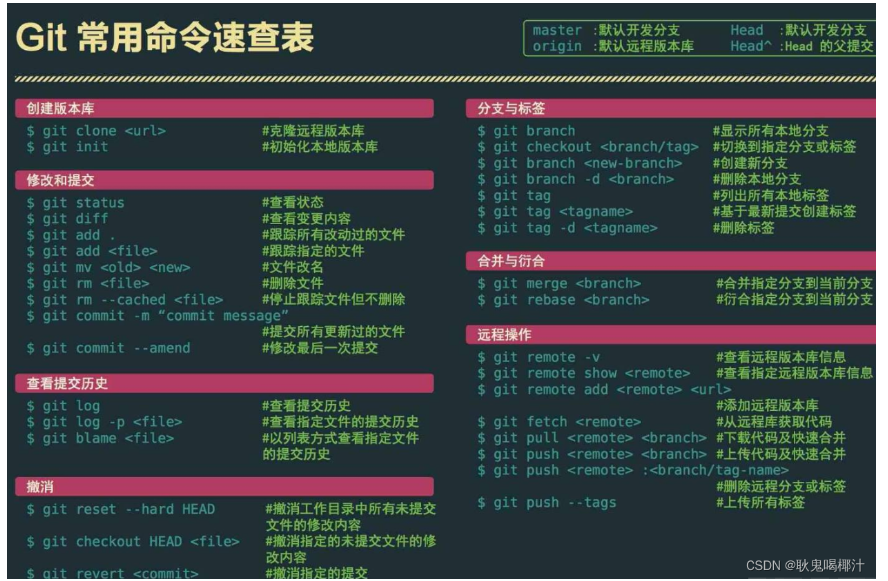 Git 常用命令速查表
master :默认开发分支 Head :默认开发分支
origin :默认远程版本库 Head^ :Head 的父提交
创建版本库
$ git clone <url> #克隆远程版本库
$ git init #初始化本地版本库
修改和提交
$ git status #查看状态
$ git diff #查看变更内容
$ git add . #跟踪所有改动过的文件
$ git add <file> #跟踪指定的文件
$ git mv <old> <new> #文件改名
$ git rm <file> #删除文件
$ git rm --cached <file> #停止跟踪文件但不删除
$ git commit -m “commit message”
#提交所有更新过的文件
$ git commit --amend #修改最后一次提交
查看提交历史
$ git log #查看提交历史
$ git log -p <file> #查看指定文件的提交历史
$ git blame <file> #以列表方式查看指定文件
的提交历史
撤消
$ git reset --hard HEAD #撤消工作目录中所有未提交
文件的修改内容
$ git checkout HEAD <file> #撤消指定的未提交文件的修
改内容
$ git revert <commit> #撤消指定的提交
分支与标签
$ git branch #显示所有本地分支
$ git checkout <branch/tag> #切换到指定分支或标签
$ git branch <new-branch> #创建新分支
$ git branch -d <branch> #删除本地分支
$ git tag #列出所有本地标签
$ git tag <tagname> #基于最新提交创建标签
$ git tag -d <tagname> #删除标签
合并与衍合
$ git merge <branch> #合并指定分支到当前分支
$ git rebase <branch> #衍合指定分支到当前分支
远程操作
$ git remote -v #查看远程版本库信息
$ git remote show <remote> #查看指定远程版本库信息
$ git remote add <remote> <url>
#添加远程版本库
$ git fetch <remote> #从远程库获取代码
$ git pull <remote> <branch> #下载代码及快速合并
$ git push <remote> <branch> #上传代码及快速合并
$ git push <remote> :<branch/tag-name>
#删除远程分支或标签
$ git push --tags #上传所有标签
CSDN @耿鬼喝椰汁